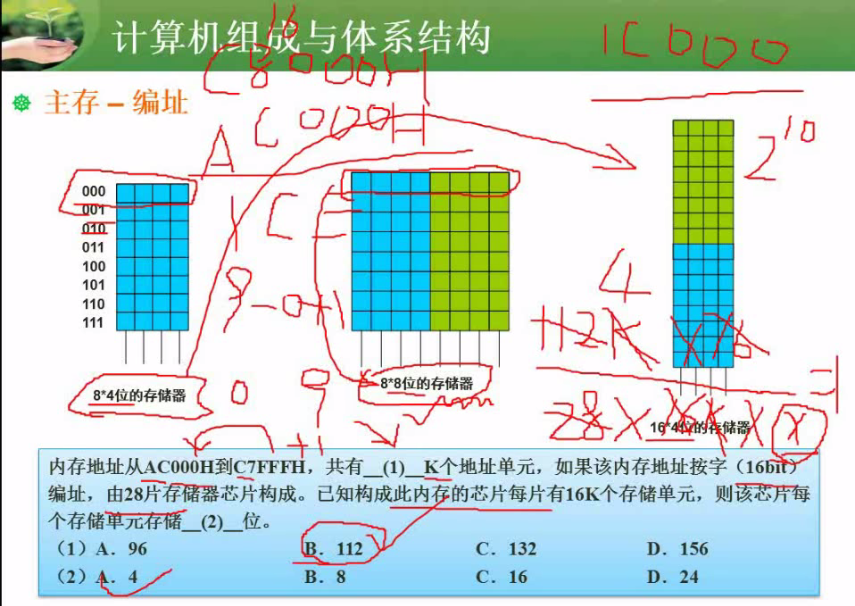 计算机组成与体系结构
主存 – 编址
000
001
010
011
100
101
110
111
8*4位的存储器
8*8位的存储器
16*4位的存储器
内存地址从AC000H到C7FFFH，共有__(1)__K个地址单元，如果该内存地址按字（16bit）
编址，由28片存储器芯片构成。已知构成此内存的芯片每片有16K个存储单元，则该芯片每
个存储单元存储__(2)__位。
（1）A．96 B．112 C．132 D．156
（2）A．4 B．8 C．16 D．24
16
C8000H
C000H
1C000
2¹⁰
4